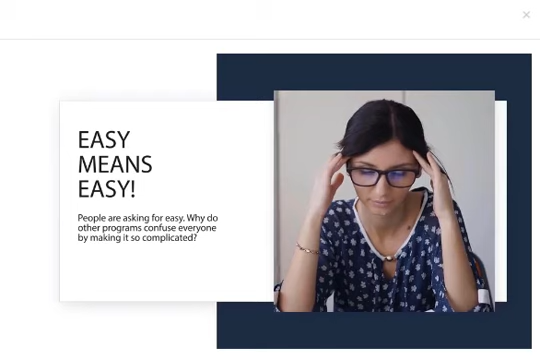 EASY
MEANS
EASY!
People are asking for easy. Why do
other programs confuse everyone
by making it so complicated?